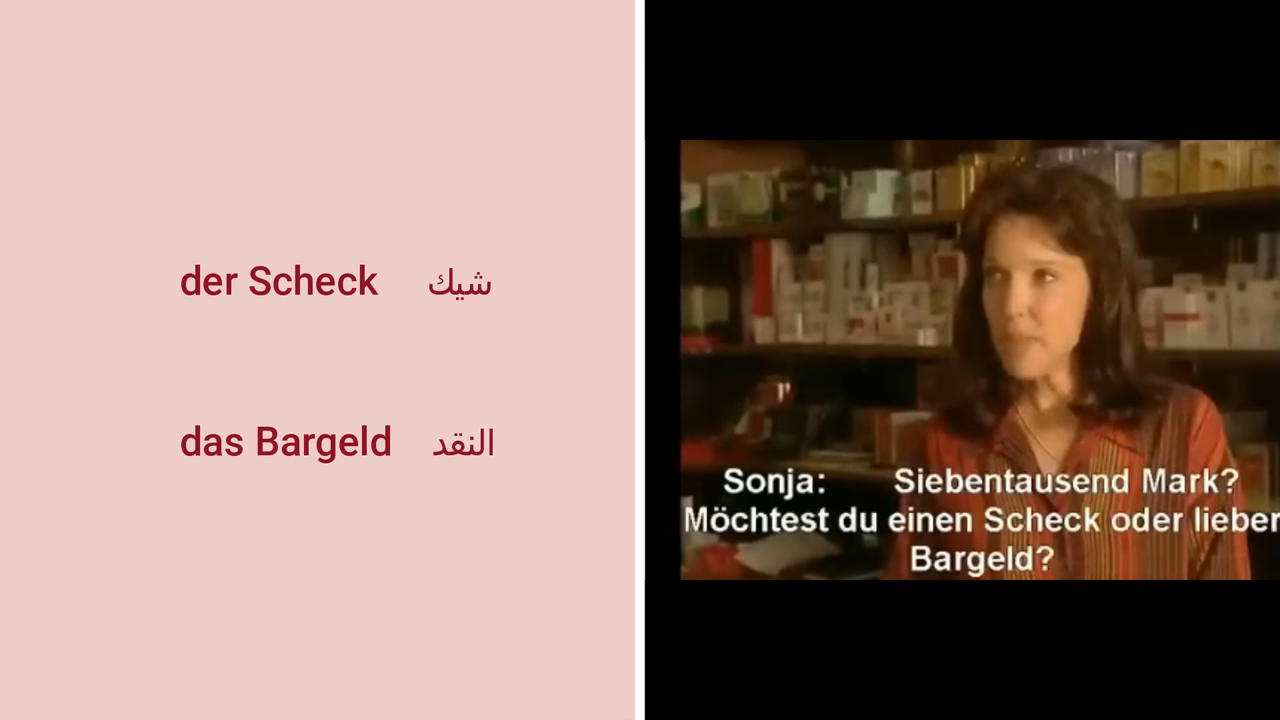 der Scheck شيك
das Bargeld النقد
Sonja: Siebentausend Mark?
Möchtest du einen Scheck oder lieber
Bargeld?